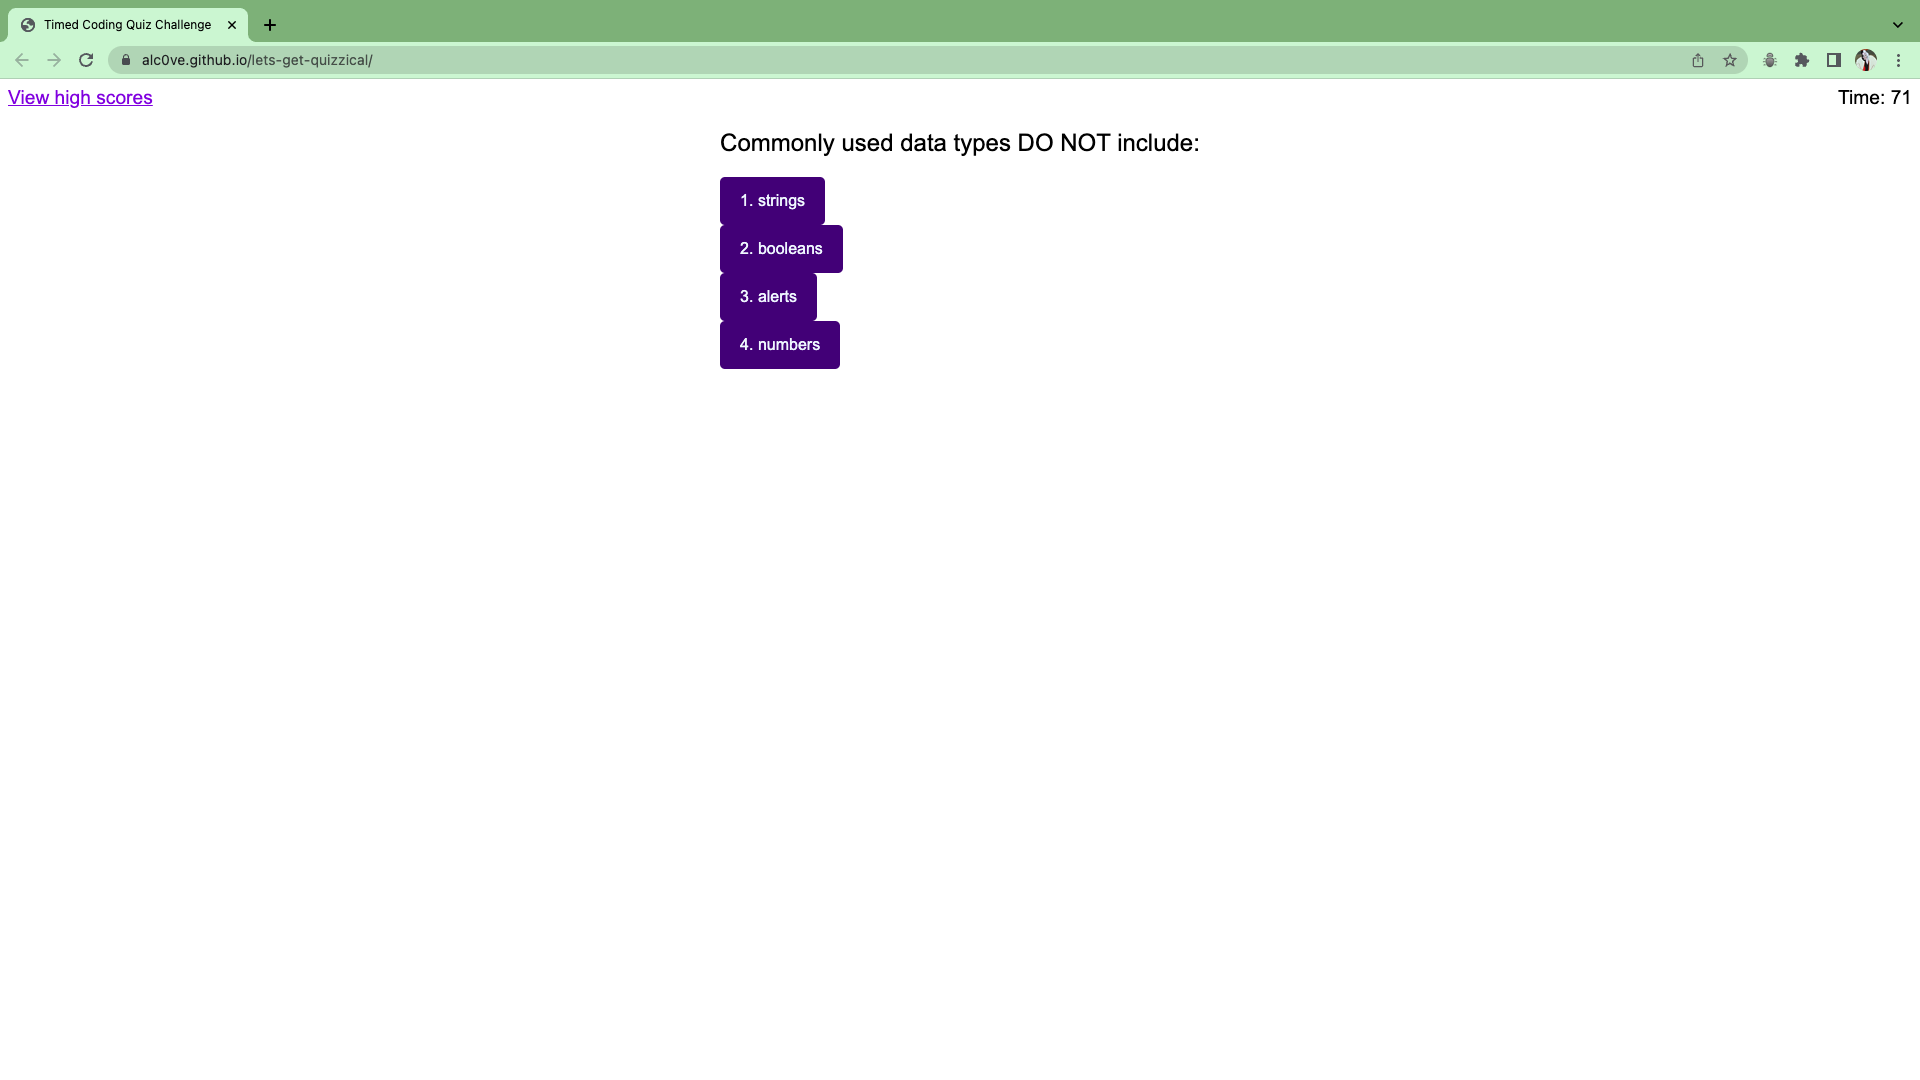 Timed Coding Quiz Challenge
alc0ve.github.io/lets-get-quizzical/
View high scores
Time: 71
Commonly used data types DO NOT include:
1. strings
2. booleans
3. alerts
4. numbers